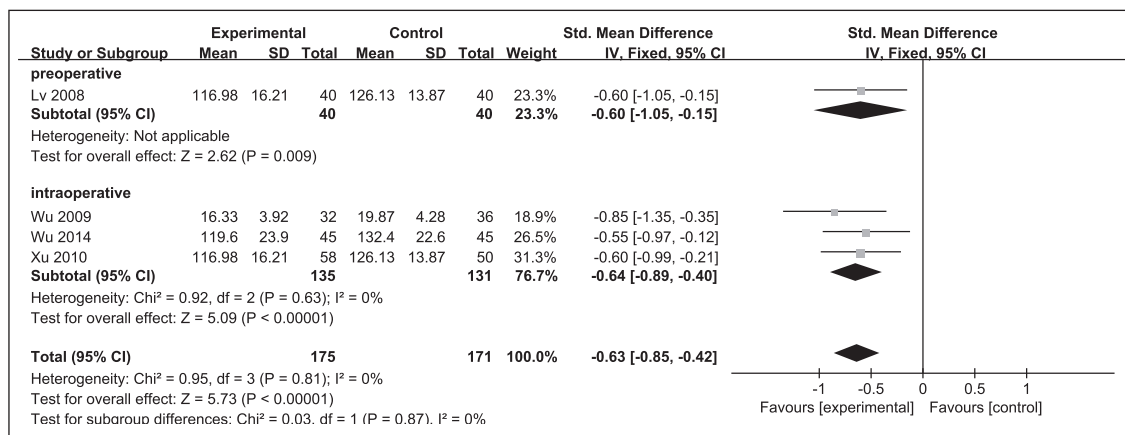 Experimental Control Std. Mean Difference Std. Mean Difference
Study or Subgroup Mean SD Total Mean SD Total Weight IV, Fixed, 95% CI IV, Fixed, 95% CI
preoperative
Lv 2008 116.98 16.21 40 126.13 13.87 40 23.3% -0.60 [-1.05, -0.15]
Subtotal (95% CI) 40 40 23.3% -0.60 [-1.05, -0.15]
Heterogeneity: Not applicable
Test for overall effect: Z = 2.62 (P = 0.009)
intraoperative
Wu 2009 16.33 3.92 32 19.87 4.28 36 18.9% -0.85 [-1.35, -0.35]
Wu 2014 119.6 23.9 45 132.4 22.6 45 26.5% -0.55 [-0.97, -0.12]
Xu 2010 116.98 16.21 58 126.13 13.87 50 31.3% -0.60 [-0.99, -0.21]
Subtotal (95% CI) 135 131 76.7% -0.64 [-0.89, -0.40]
Heterogeneity: Chi² = 0.92, df = 2 (P = 0.63); I² = 0%
Test for overall effect: Z = 5.09 (P < 0.00001)
Total (95% CI) 175 171 100.0% -0.63 [-0.85, -0.42]
Heterogeneity: Chi² = 0.95, df = 3 (P = 0.81); I² = 0%
Test for overall effect: Z = 5.73 (P < 0.00001)
Test for subgroup differences: Chi² = 0.03, df = 1 (P = 0.87), I² = 0%
-1 -0.5 0 0.5 1
Favours [experimental] Favours [control]